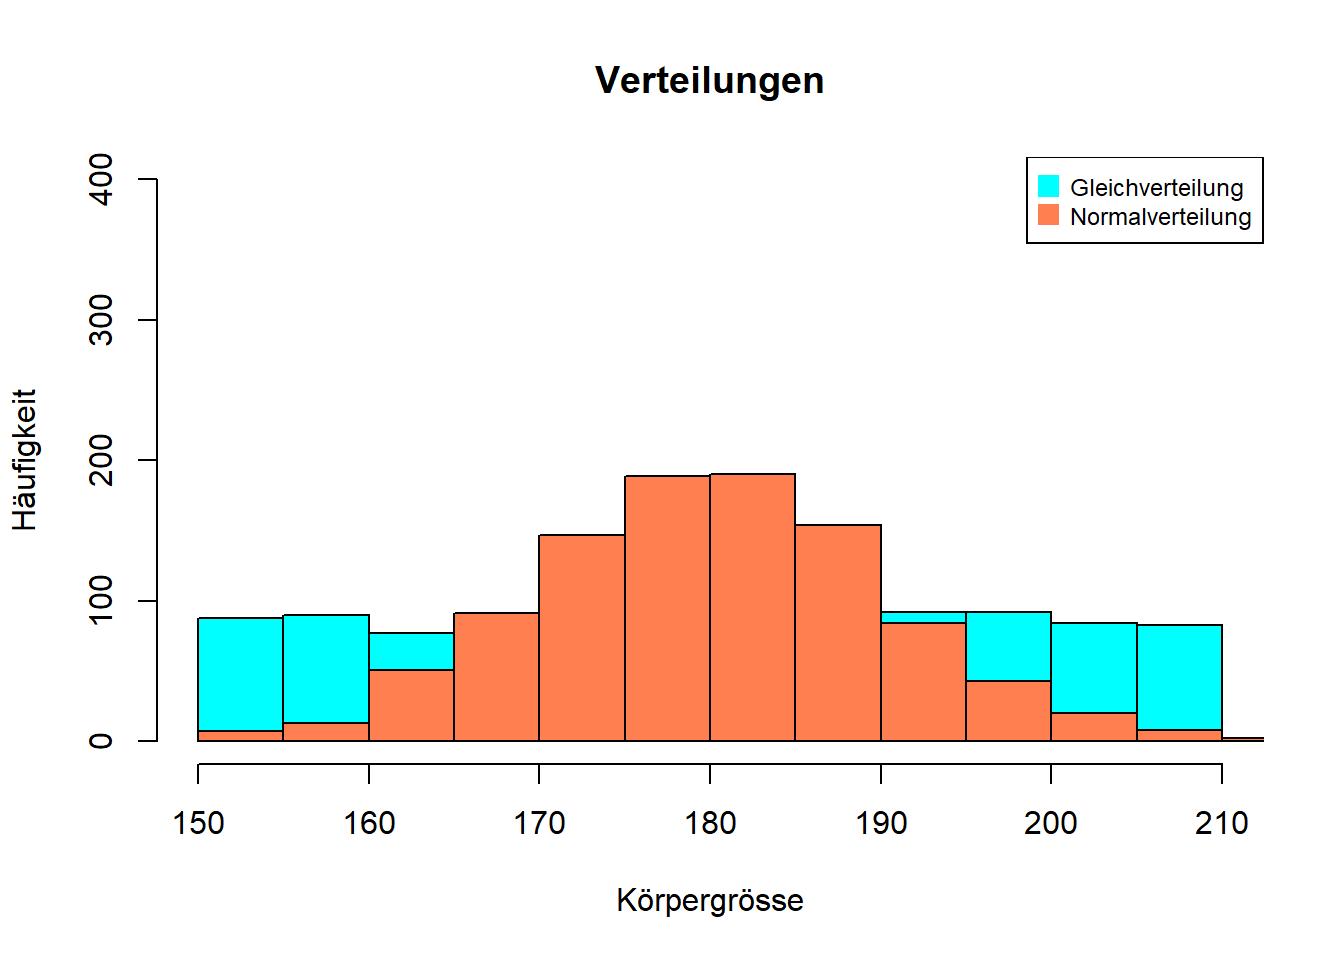 Verteilungen
Gleichverteilung
Normalverteilung
400
300
200
100
0
Häufigkeit
150 160 170 180 190 200 210
Körpergrösse